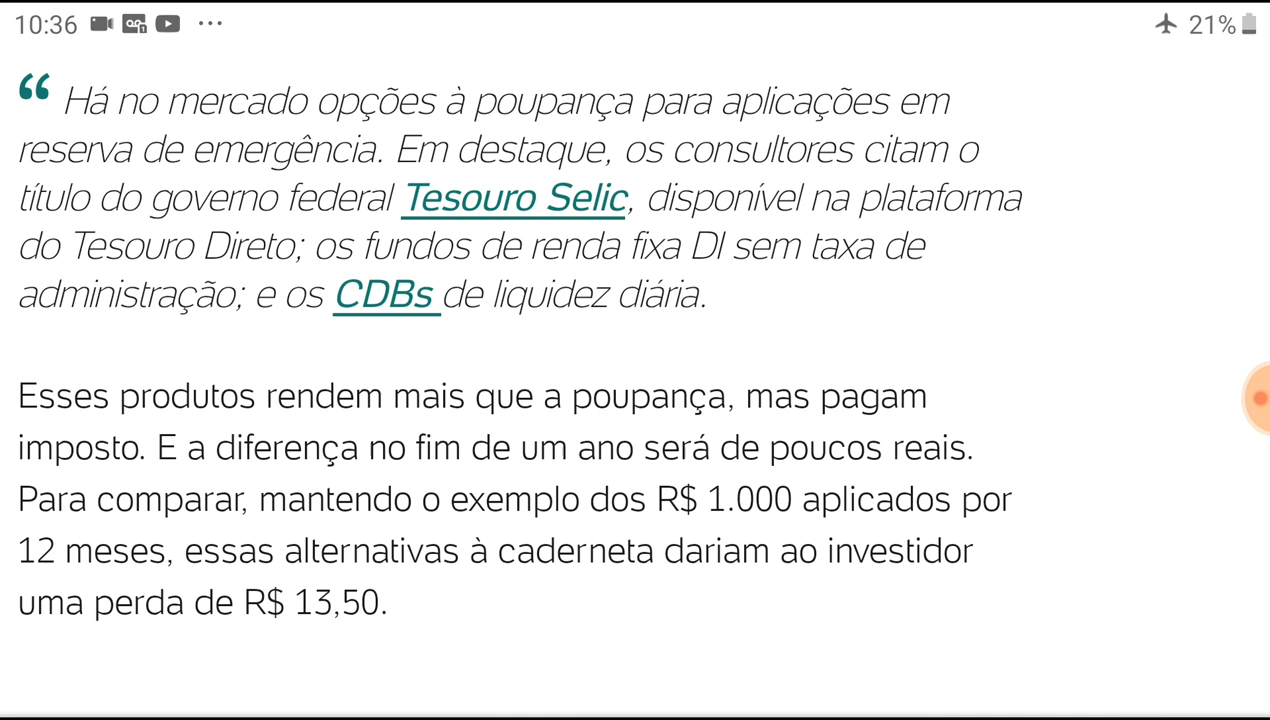 10:36
21%
“ Há no mercado opções à poupança para aplicações em
reserva de emergência. Em destaque, os consultores citam o
título do governo federal Tesouro Selic, disponível na plataforma
do Tesouro Direto; os fundos de renda fixa DI sem taxa de
administração; e os CDBs de liquidez diária.
Esses produtos rendem mais que a poupança, mas pagam
imposto. E a diferença no fim de um ano será de poucos reais.
Para comparar, mantendo o exemplo dos R$ 1.000 aplicados por
12 meses, essas alternativas à caderneta dariam ao investidor
uma perda de R$ 13,50.